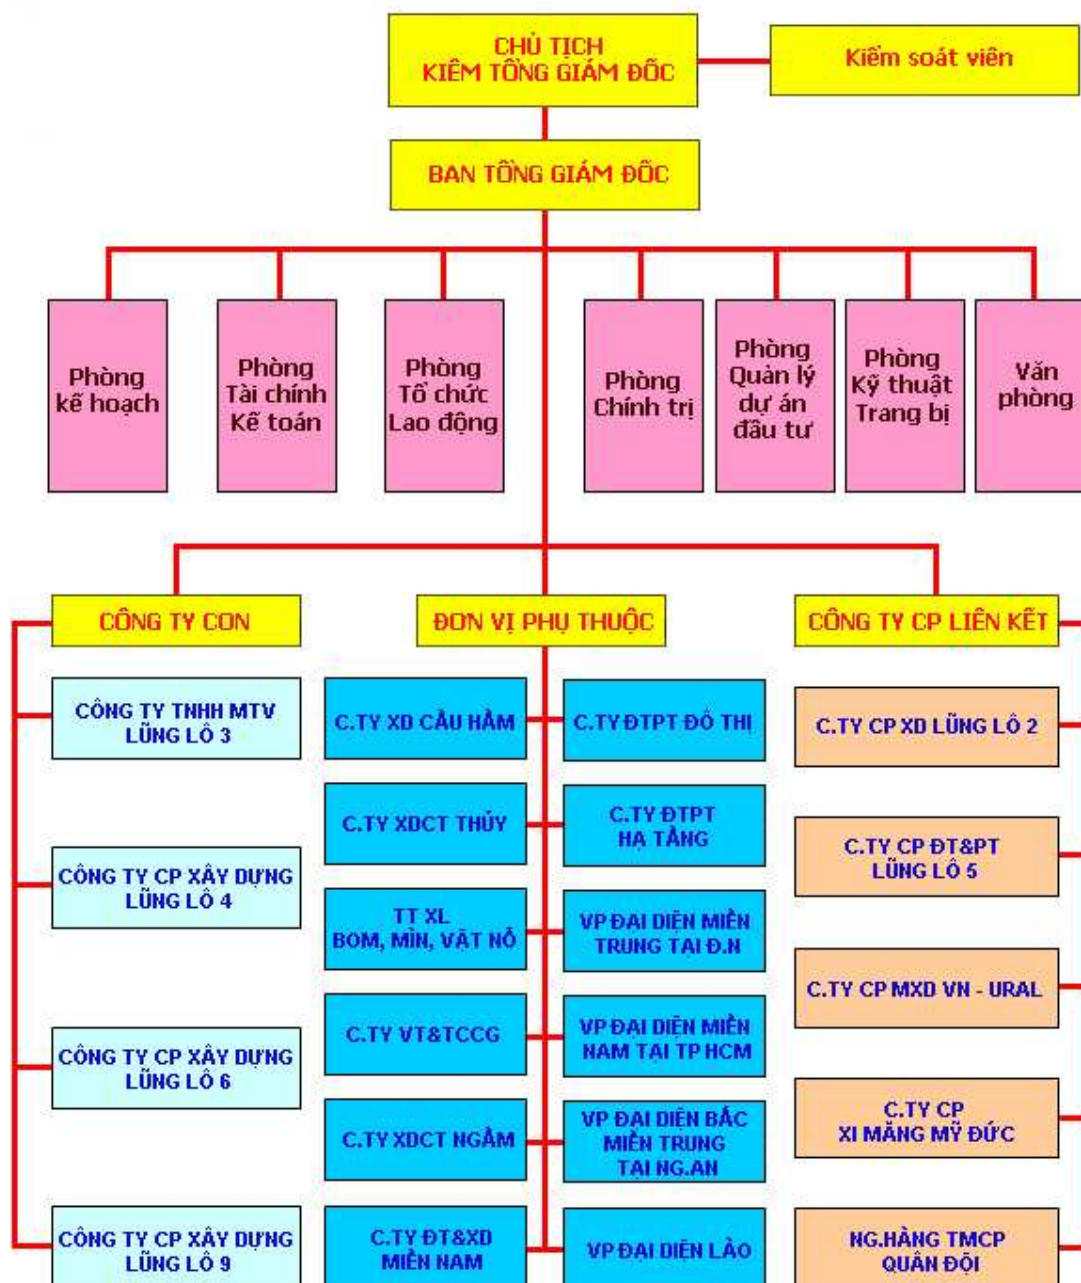 CHỦ TỊCH
KIÊM TỔNG GIÁM ĐỐC
Kiểm soát viên
BAN TỔNG GIÁM ĐỐC
Phòng
kế hoạch
Phòng
Tài chính
Kế toán
Phòng
Tổ chức
Lao động
Phòng
Chính trị
Phòng
Quản lý
dự án
đầu tư
Phòng
Kỹ thuật
Trang bị
Văn
phòng
CÔNG TY CON
ĐƠN VỊ PHỤ THUỘC
CÔNG TY CP LIÊN KẾT
CÔNG TY TNHH MTV
LŨNG LÔ 3
CÔNG TY CP XÂY DỰNG
LŨNG LÔ 4
CÔNG TY CP XÂY DỰNG
LŨNG LÔ 6
CÔNG TY CP XÂY DỰNG
LŨNG LÔ 9
C.TY XD CẦU HẦM
C.TY XDCT THỦY
TT XL
BOM, MÌN, VẬT NỔ
C.TY VT&TCCG
C.TY XDCT NGẦM
C.TY ĐT&XD
MIỀN NAM
C.TY ĐTPT ĐÔ THỊ
C.TY ĐTPT
HẠ TẦNG
VP ĐẠI DIỆN MIỀN
TRUNG TẠI Đ.N
VP ĐẠI DIỆN MIỀN
NAM TẠI TP HCM
VP ĐẠI DIỆN BẮC
MIỀN TRUNG
TẠI NG.AN
VP ĐẠI DIỆN LÀO
C.TY CP XD LŨNG LÔ 2
C.TY CP ĐT&PT
LŨNG LÔ 5
C.TY CP MXD VN - URAL
C.TY CP
XI MĂNG MỸ ĐỨC
NG.HÀNG TMCP
QUÂN ĐỘI